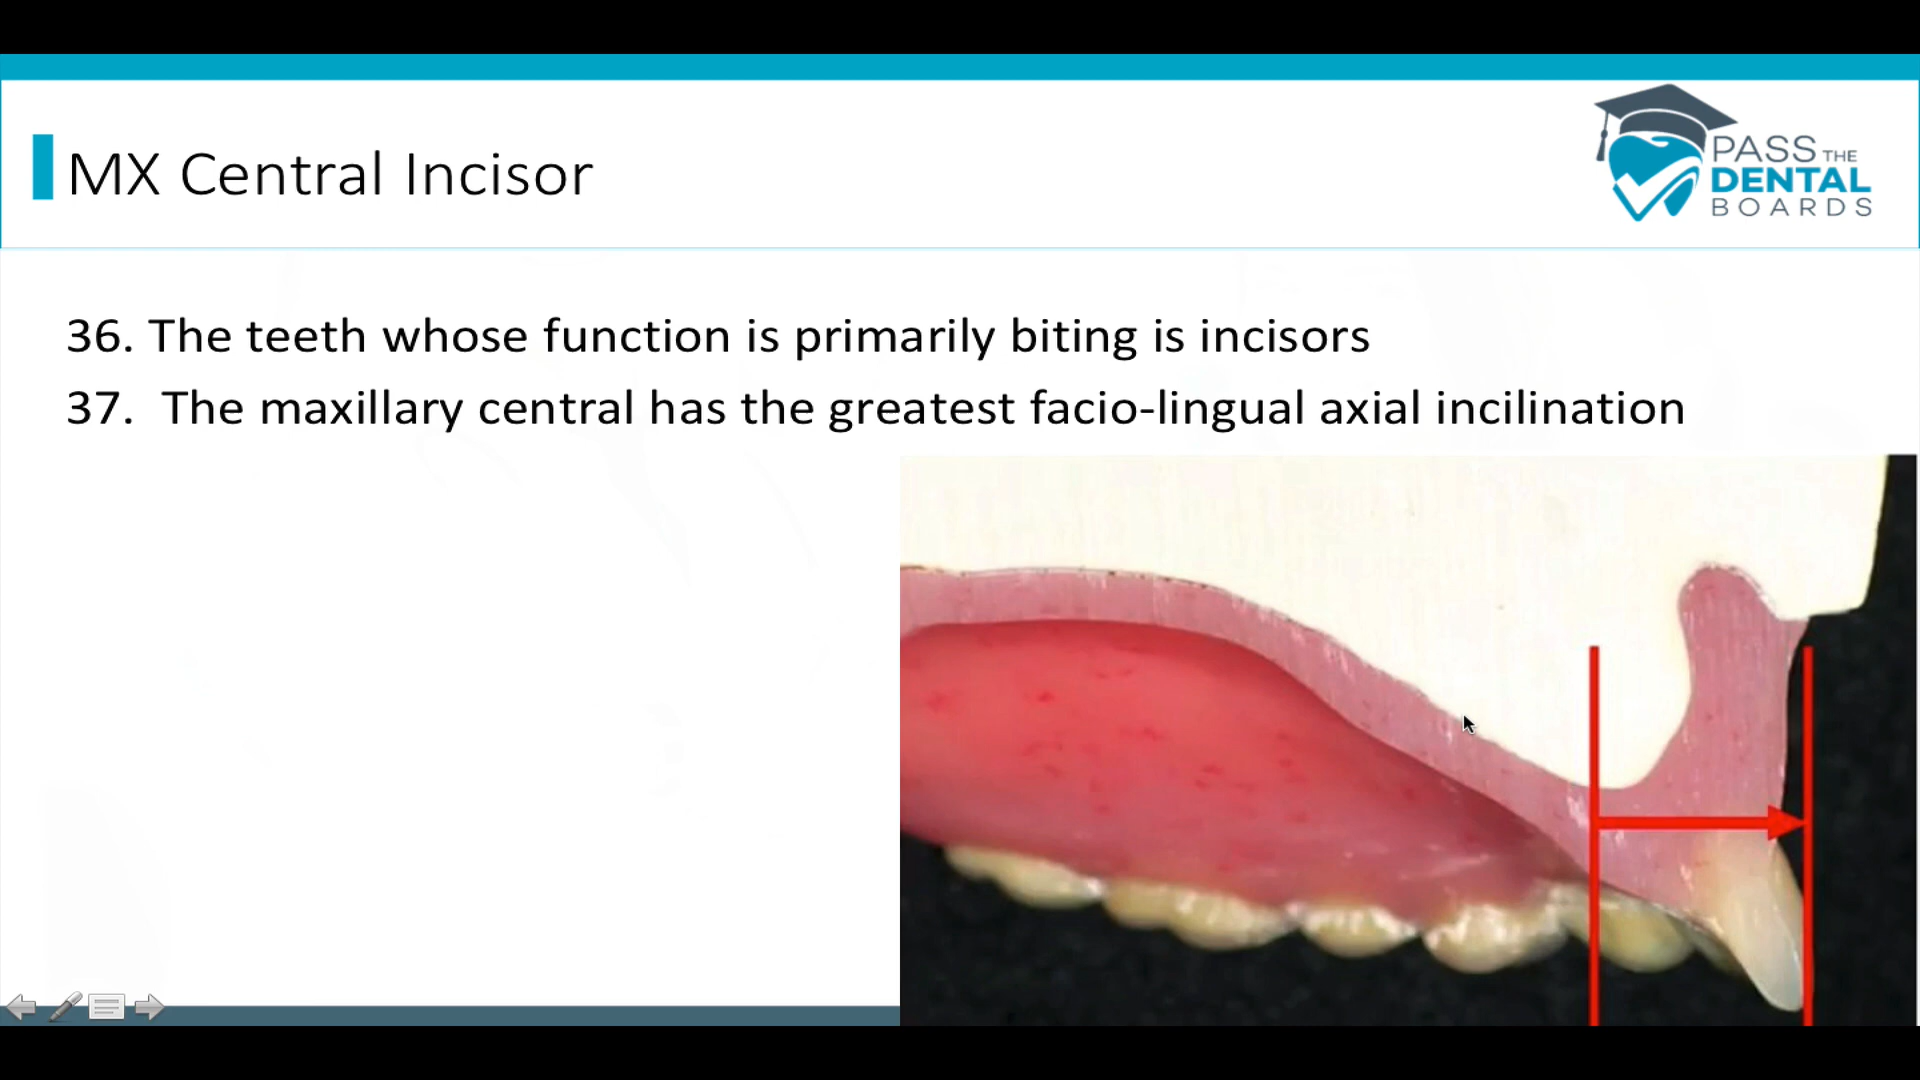 MX Central Incisor
PASS THE
DENTAL
BOARDS
36. The teeth whose function is primarily biting is incisors
37. The maxillary central has the greatest facio-lingual axial incilination